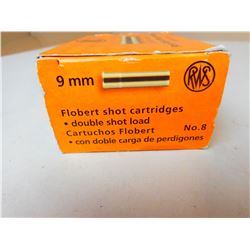 9 mm
RWS
Flobert shot cartridges
• double shot load
No.8
Cartuchos Flobert
• con doble carga de perdigones